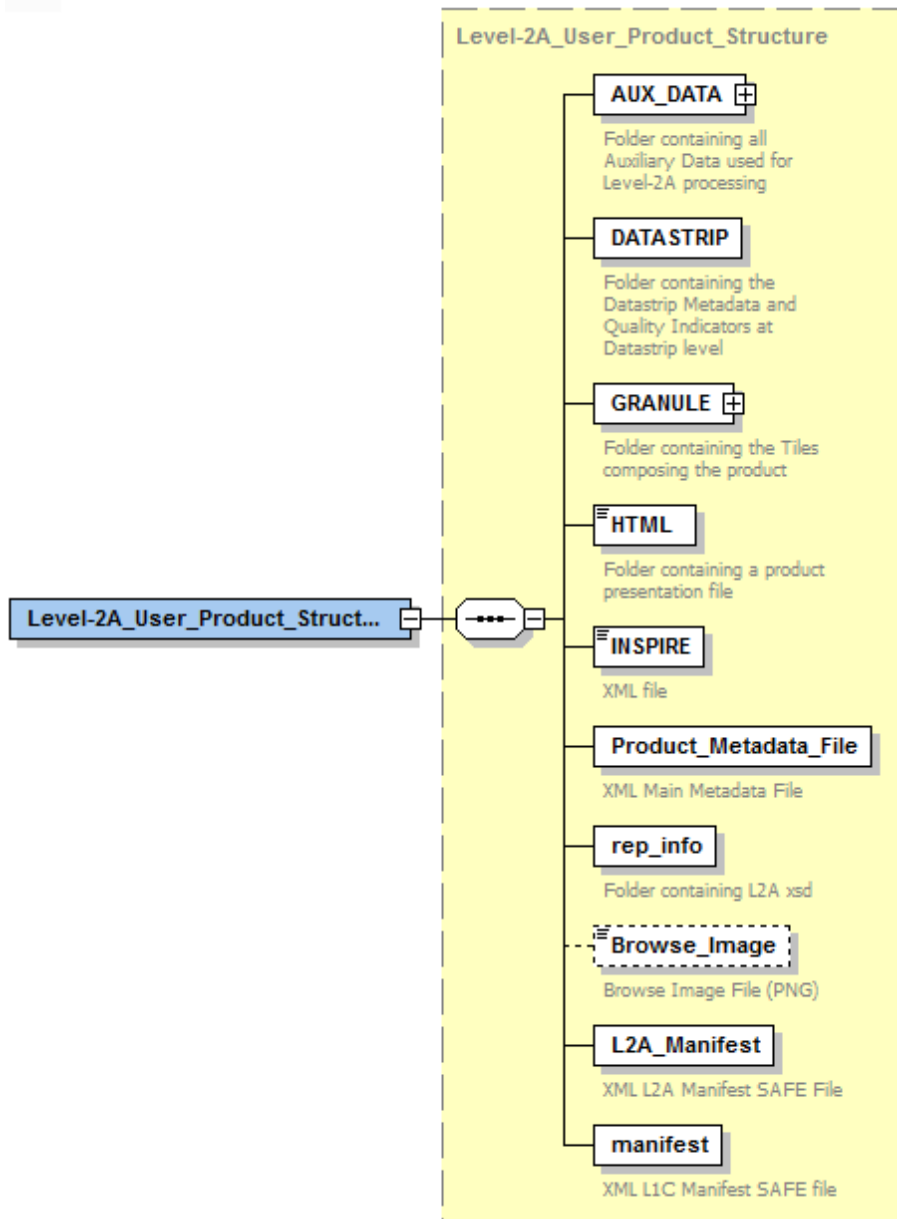 Level-2A_User_Product_Structure
AUX_DATA
Folder containing all
Auxiliary Data used for
Level-2A processing
DATASTRIP
Folder containing the
Datastrip Metadata and
Quality Indicators at
Datastrip level
GRANULE
Folder containing the Tiles
composing the product
HTML
Folder containing a product
presentation file
Level-2A_User_Product_Struct...
INSPIRE
XML file
Product_Metadata_File
XML Main Metadata File
rep_info
Folder containing L2A xsd
Browse_Image
Browse Image File (PNG)
L2A_Manifest
XML L2A Manifest SAFE File
manifest
XML L1C Manifest SAFE file